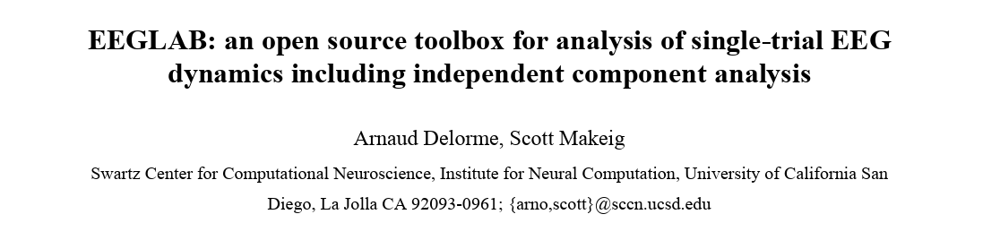 EEGLAB: an open source toolbox for analysis of single-trial EEG
dynamics including independent component analysis
Arnaud Delorme, Scott Makeig
Swartz Center for Computational Neuroscience, Institute for Neural Computation, University of California San
Diego, La Jolla CA 92093-0961; {arno,scott}@sccn.ucsd.edu